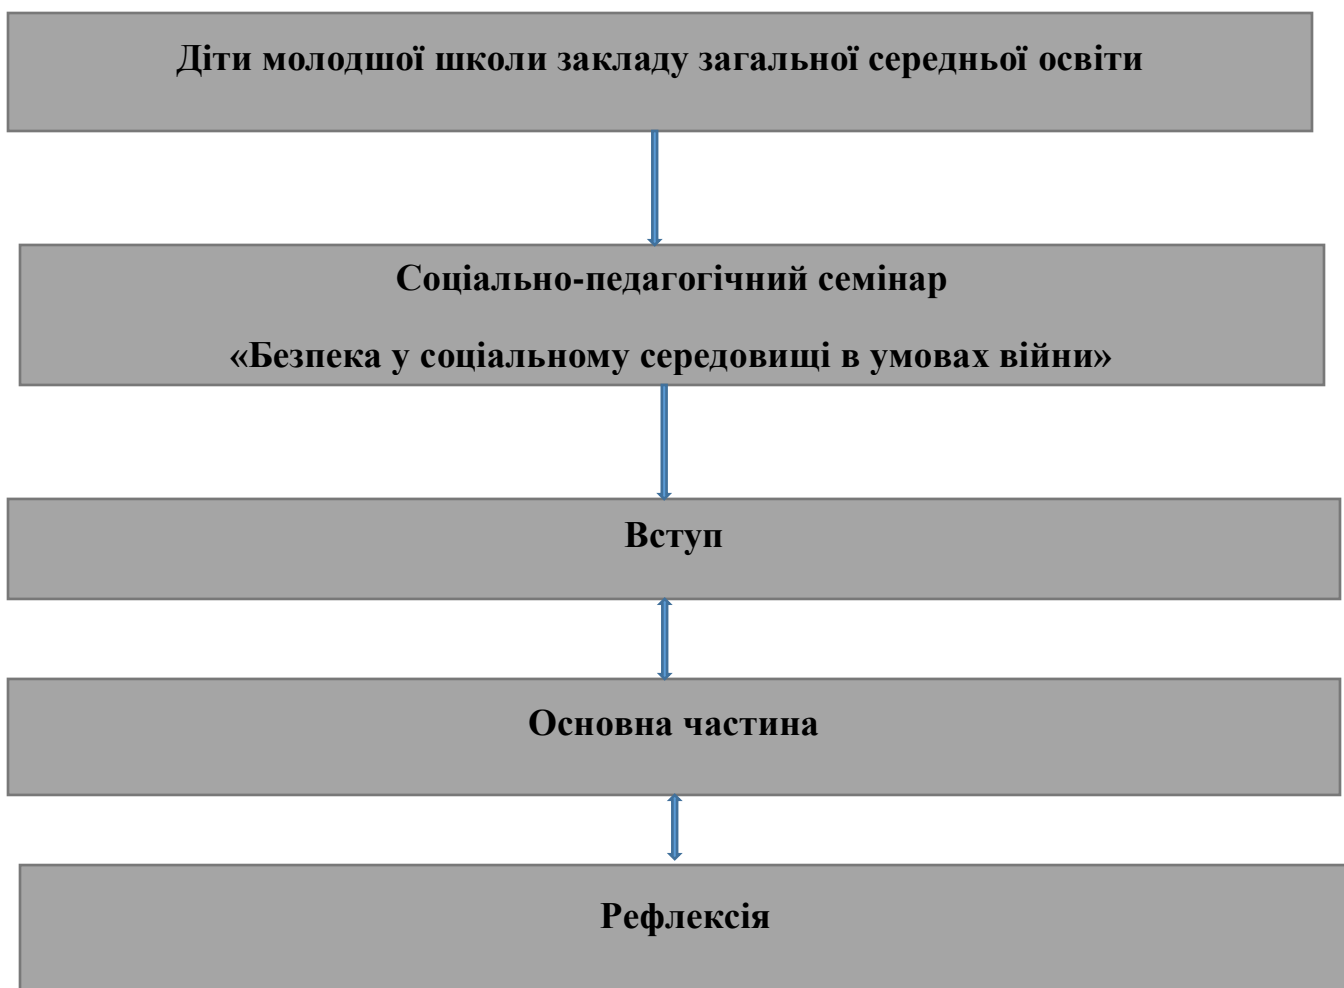 Діти молодшої школи закладу загальної середньої освіти
Соціально-педагогічний семінар
«Безпека у соціальному середовищі в умовах війни»
Вступ
Основна частина
Рефлексія